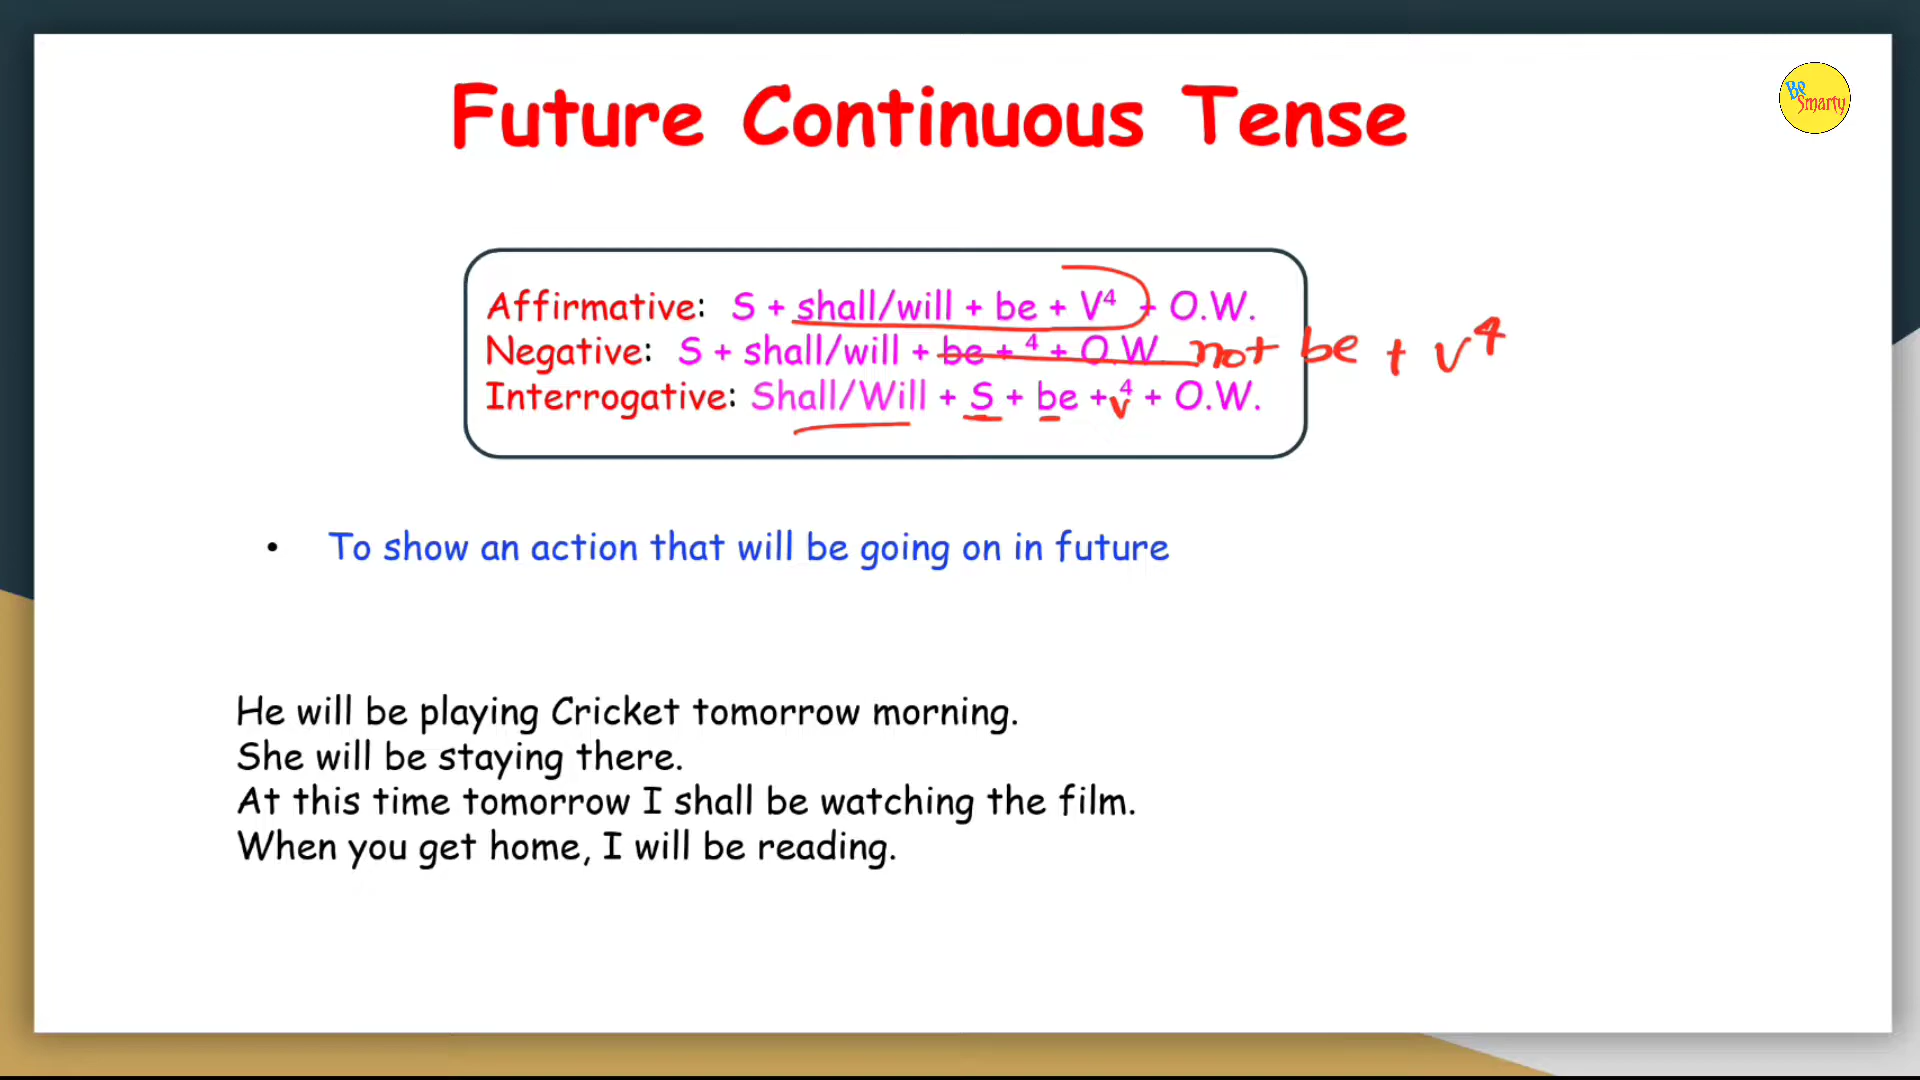 Future Continuous Tense
Be
Smarty
Affirmative: S + shall/will + be + V⁴ + O.W.
Negative: S + shall/will + be + ⁴ + O.W. not be + v⁴
Interrogative: Shall/Will + S + be + v⁴ + O.W.
• To show an action that will be going on in future
He will be playing Cricket tomorrow morning.
She will be staying there.
At this time tomorrow I shall be watching the film.
When you get home, I will be reading.